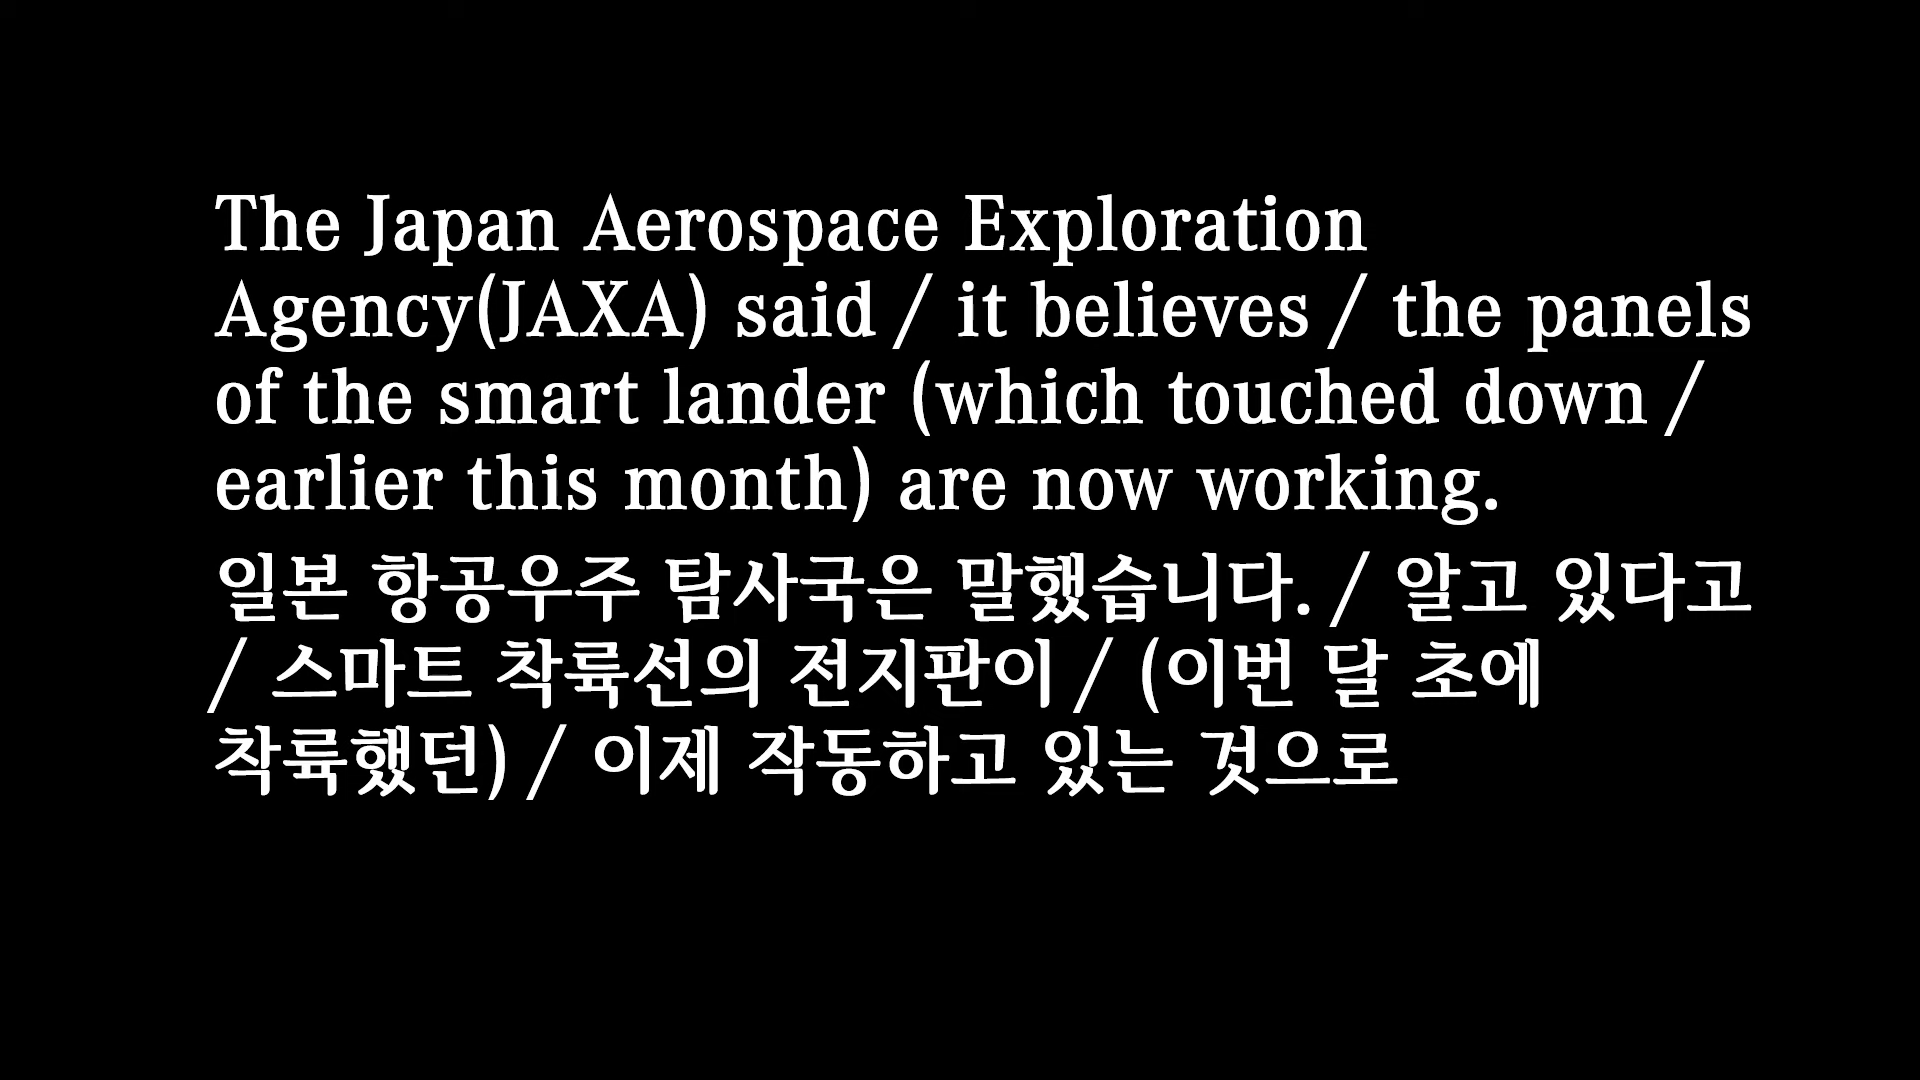 The Japan Aerospace Exploration
Agency(JAXA) said / it believes / the panels
of the smart lander (which touched down /
earlier this month) are now working.
일본 항공우주 탐사국은 말했습니다. / 알고 있다고
/ 스마트 착륙선의 전지판이 / (이번 달 초에
착륙했던) / 이제 작동하고 있는 것으로